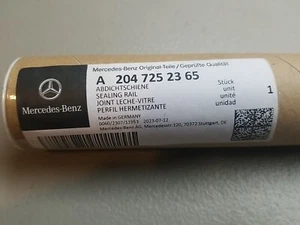 Mercedes-Benz Original-Teile / Geprüfte Qualität
A 204 725 23 65
ABDICHTSCHIENE
SEALING RAIL
JOINT LECHE-VITRE
PERFIL HERMETIZANTE
Stück
unit
unité
unidad
1
Mercedes-Benz
Made in GERMANY
2023-07-12
Mercedes-Benz AG, Mercedesstr. 120, 70372 Stuttgart, DE